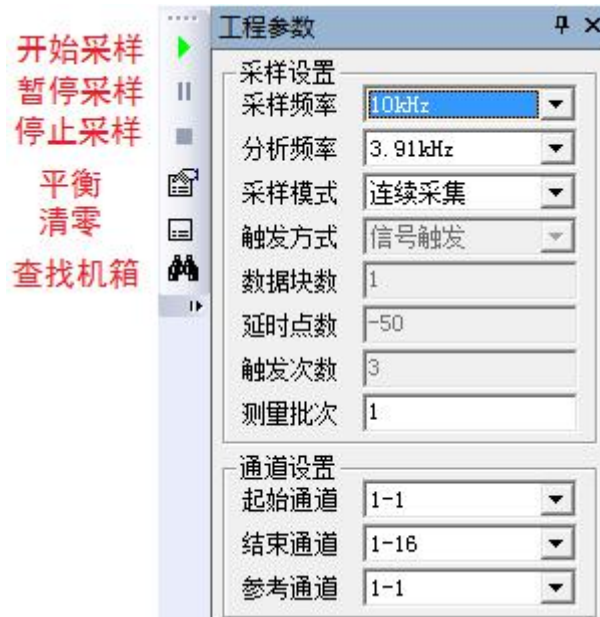 开始采样
暂停采样
停止采样
平衡
清零
查找机箱
工程参数
采样设置
采样频率 10kHz
分析频率 3.91kHz
采样模式 连续采集
触发方式 信号触发
数据块数 1
延时点数 -50
触发次数 3
测量批次 1
通道设置
起始通道 1-1
结束通道 1-16
参考通道 1-1